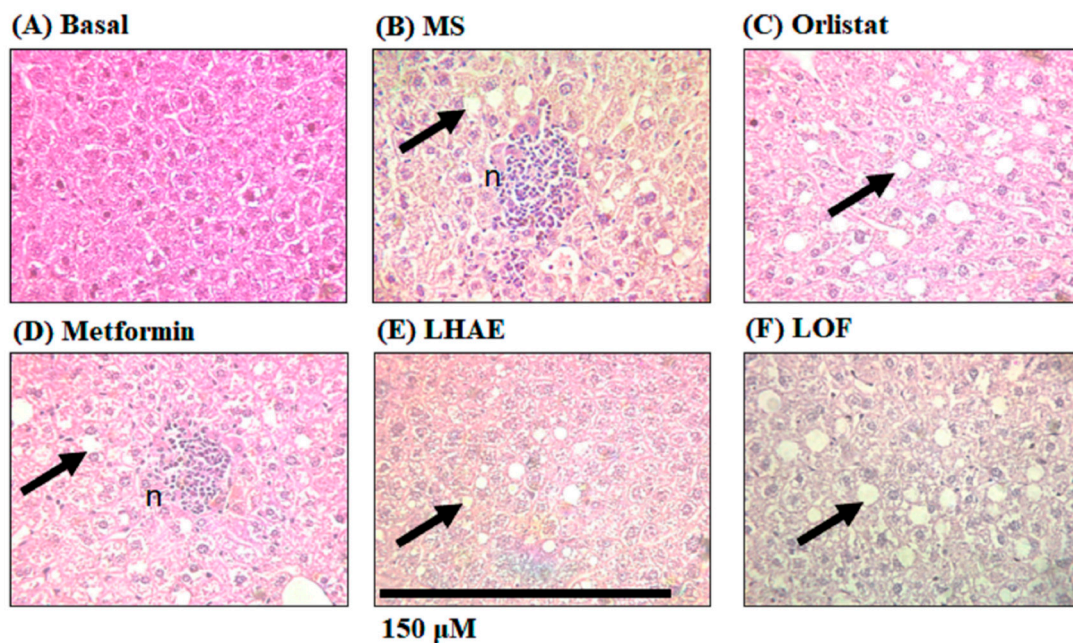 (A) Basal
(B) MS
(C) Orlistat
n
(D) Metformin
(E) LHAE
(F) LOF
n
150 μM